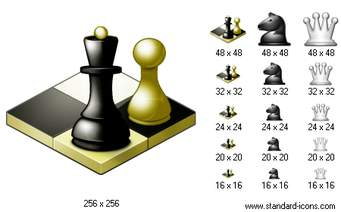 48 x 48 48 x 48 48 x 48
32 x 32 32 x 32 32 x 32
24 x 24 24 x 24 24 x 24
20 x 20 20 x 20 20 x 20
16 x 16 16 x 16 16 x 16
256 x 256
www.standard-icons.com